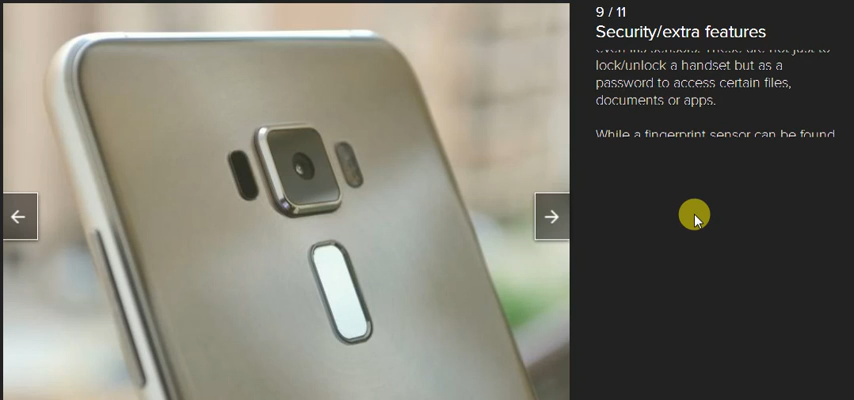 9 / 11
Security/extra features
lock/unlock a handset but as a
password to access certain files,
documents or apps.
While a fingerprint sensor can be found